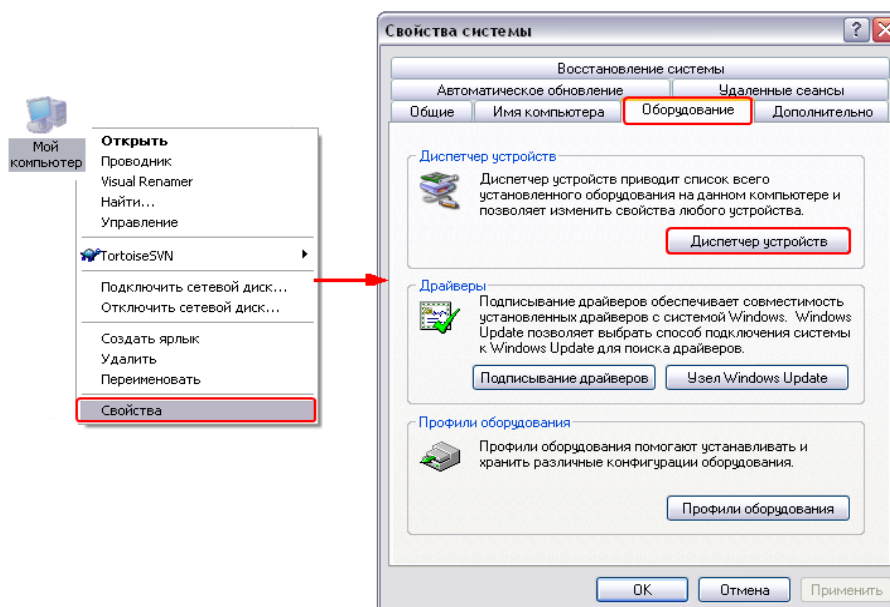 Мой
компьютер
Открыть
Проводник
Visual Renamer
Найти...
Управление
TortoiseSVN
Подключить сетевой диск...
Отключить сетевой диск...
Создать ярлык
Удалить
Переименовать
Свойства
Свойства системы
Восстановление системы
Автоматическое обновление
Удаленные сеансы
Общие
Имя компьютера
Оборудование
Дополнительно
Диспетчер устройств
Диспетчер устройств приводит список всего
установленного оборудования на данном компьютере и
позволяет изменить свойства любого устройства.
Диспетчер устройств
Драйверы
Подписывание драйверов обеспечивает совместимость
установленных драйверов с системой Windows. Windows
Update позволяет выбрать способ подключения системы
к Windows Update для поиска драйверов.
Подписывание драйверов
Узел Windows Update
Профили оборудования
Профили оборудования помогают устанавливать и
хранить различные конфигурации оборудования.
Профили оборудования
OK
Отмена
Применить